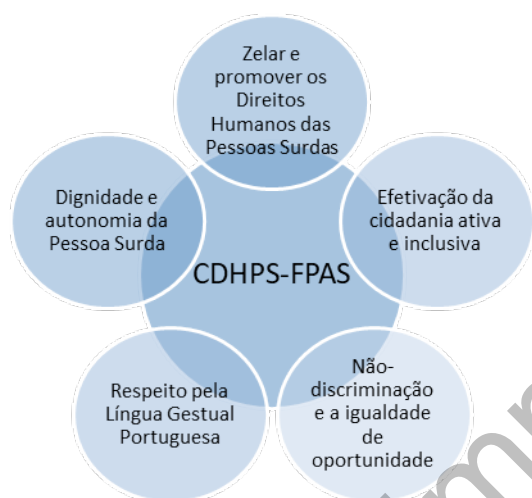 Zelar e
promover os
Direitos
Humanos das
Pessoas Surdas
Dignidade e
autonomia da
Pessoa Surda
Efetivação da
cidadania ativa
e inclusiva
CDHPS-FPAS
Respeito pela
Língua Gestual
Portuguesa
Não-
discriminação
e a igualdade
de
oportunidade